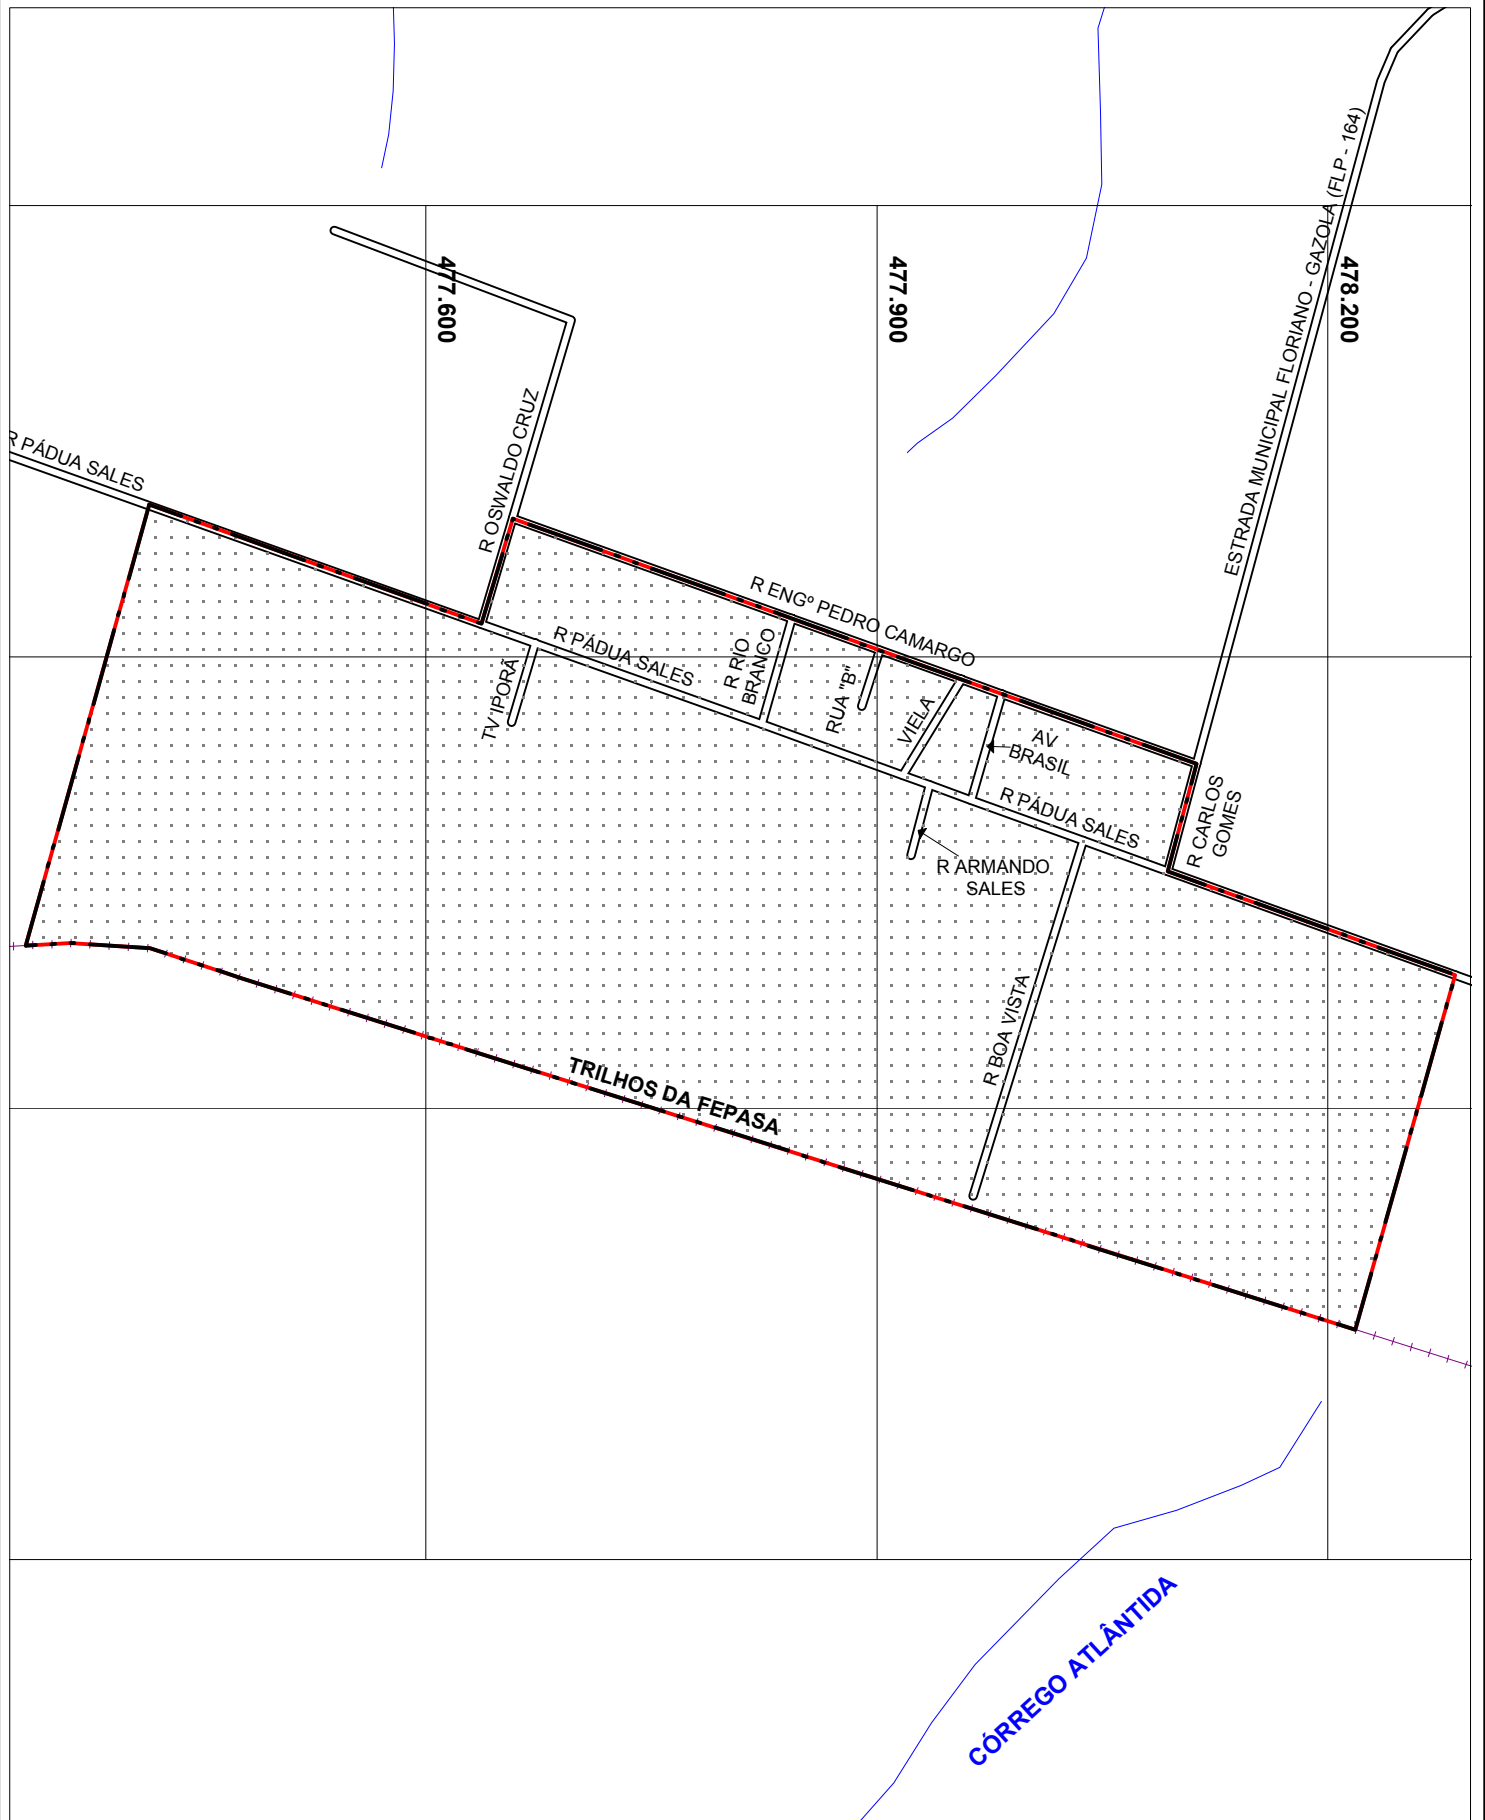 ESTRADA MUNICIPAL FLORIANO - GAZOLA (FLP - 164)
477.600
477.900
478.200
R OSWALDO CRUZ
R PÁDUA SALES
R ENGº PEDRO CAMARGO
R PÁDUA SALES
R RIO
BRANCO
TV IPORÃ
RUA "B"
VIELA
AV
BRASIL
R PÁDUA SALES
R CARLOS
GOMES
R ARMANDO
SALES
R BOA VISTA
TRILHOS DA FEPASA
CÓRREGO ATLÂNTIDA